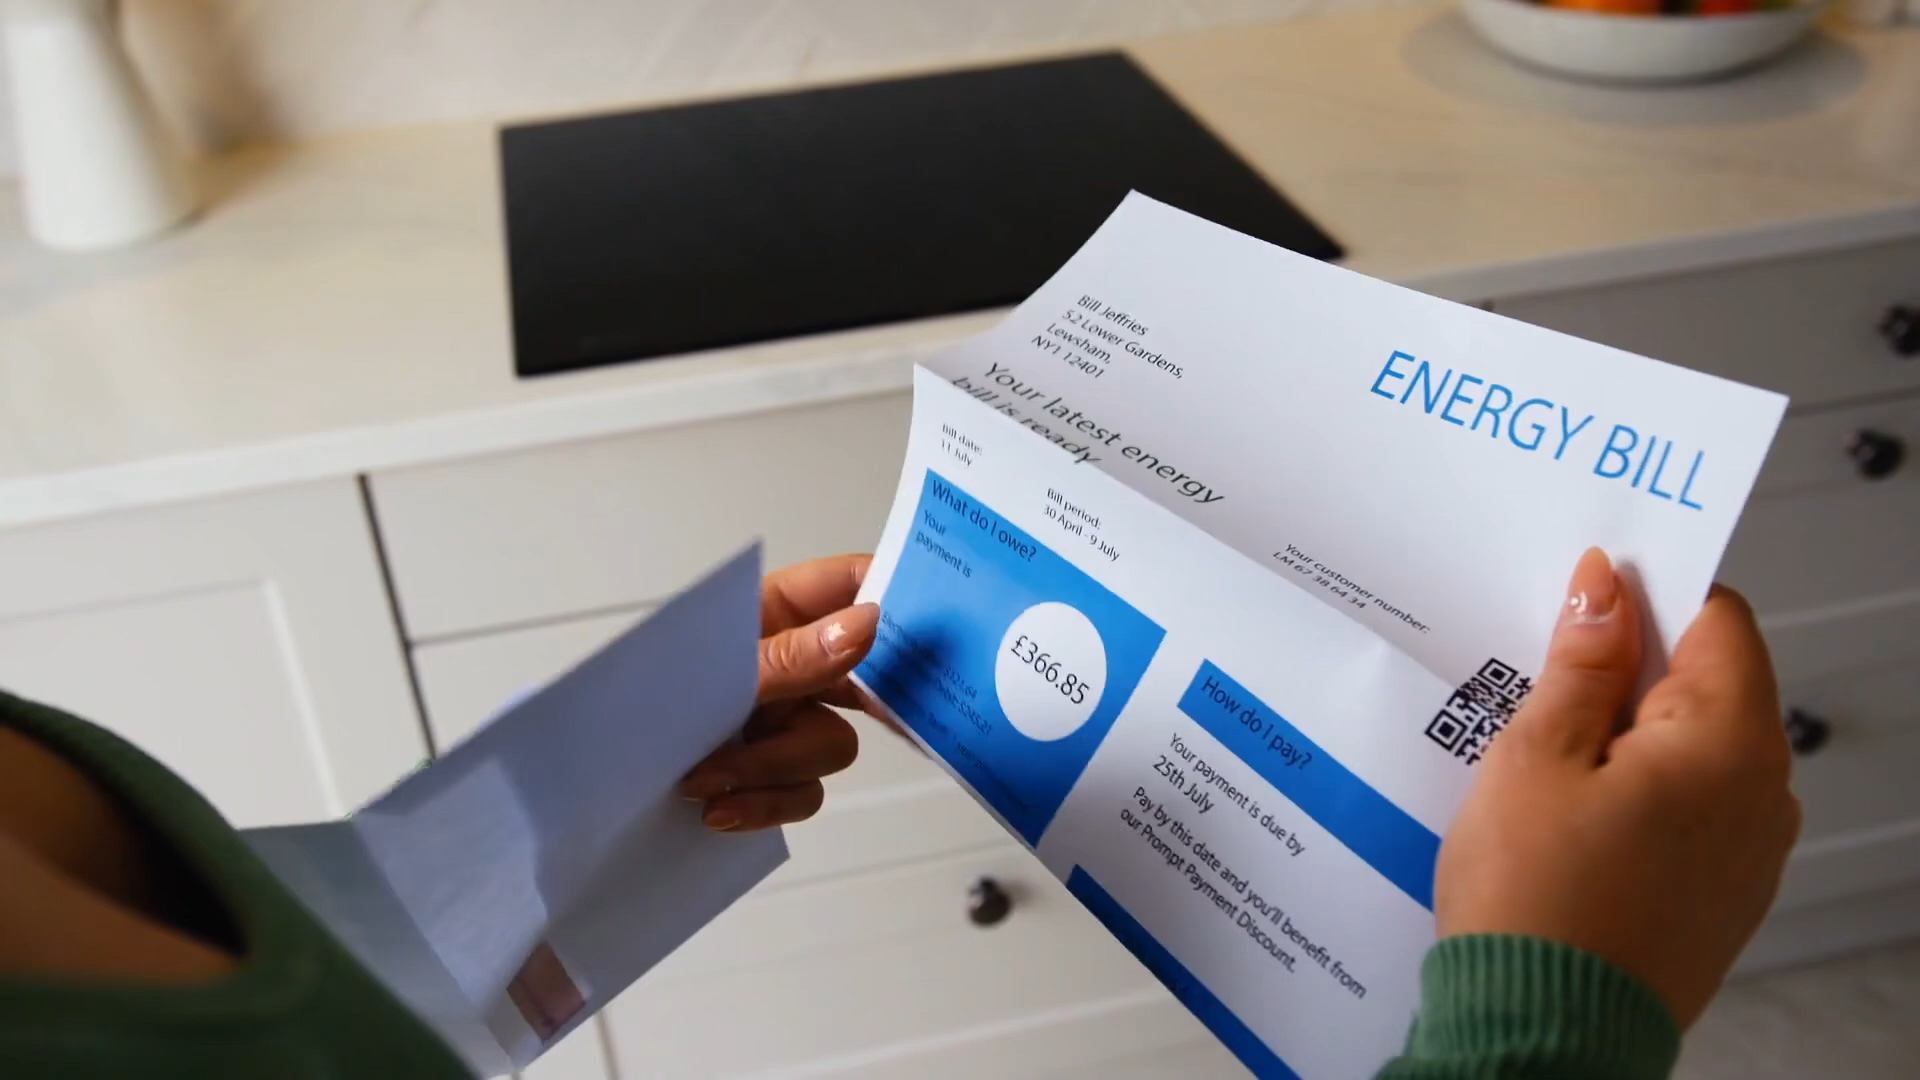 Bill Jeffries
52 Lower Gardens,
Lewsham,
NY1 12401
ENERGY BILL
Your latest energy
bill is ready
Your customer number:
LM 67 38 64 34
Bill date:
11 July
Bill period:
30 April - 9 July
What do I owe?
Your
payment is
£366.85
How do I pay?
Your payment is due by
25th July
Pay by this date and you'll benefit from
our Prompt Payment Discount.